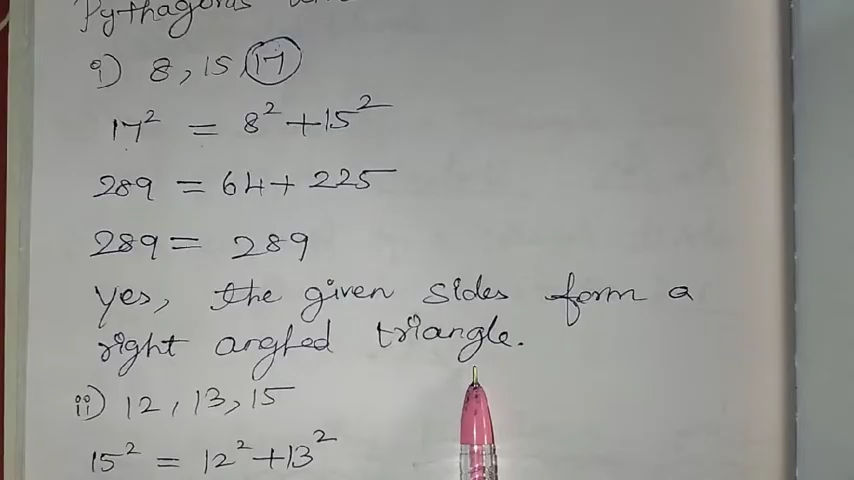 Pythagoras
i) 8, 15, 17
17² = 8² + 15²
289 = 64 + 225
289 = 289
Yes, the given sides form a
right angled triangle.
ii) 12, 13, 15
15² = 12² + 13²